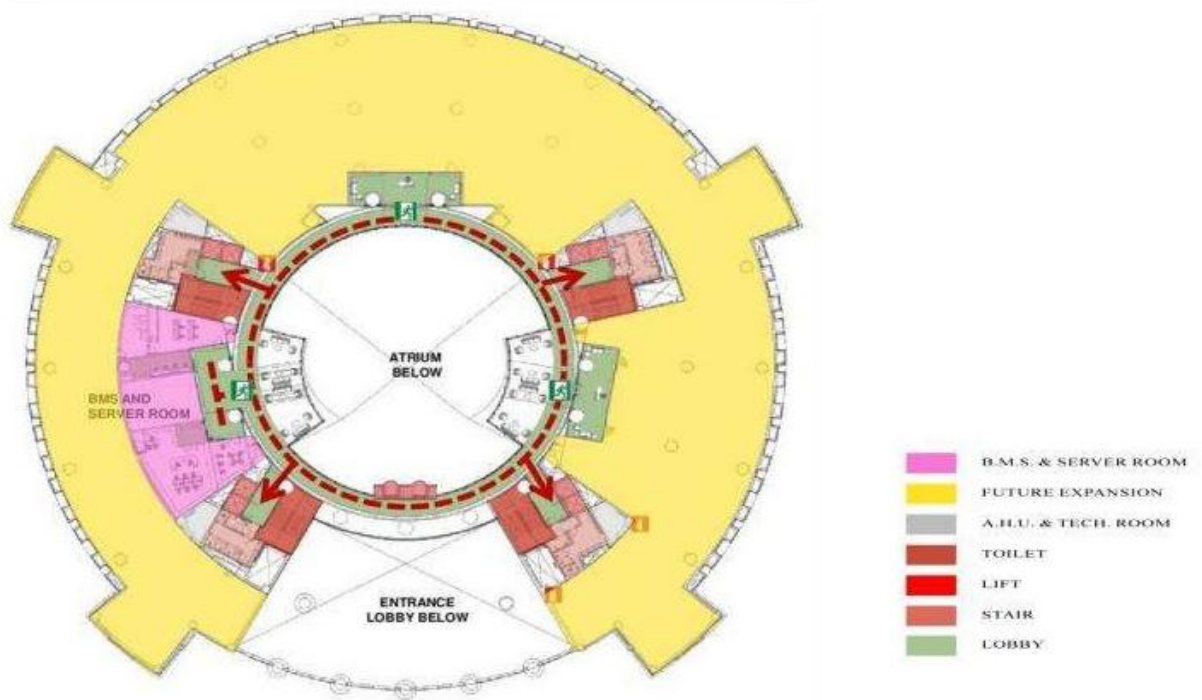 ATRIUM
BELOW
BMS AND
SERVER ROOM
ENTRANCE
LOBBY BELOW
B.M.S. & SERVER ROOM
FUTURE EXPANSION
A.H.U. & TECH. ROOM
TOILET
LIFT
STAIR
LOBBY